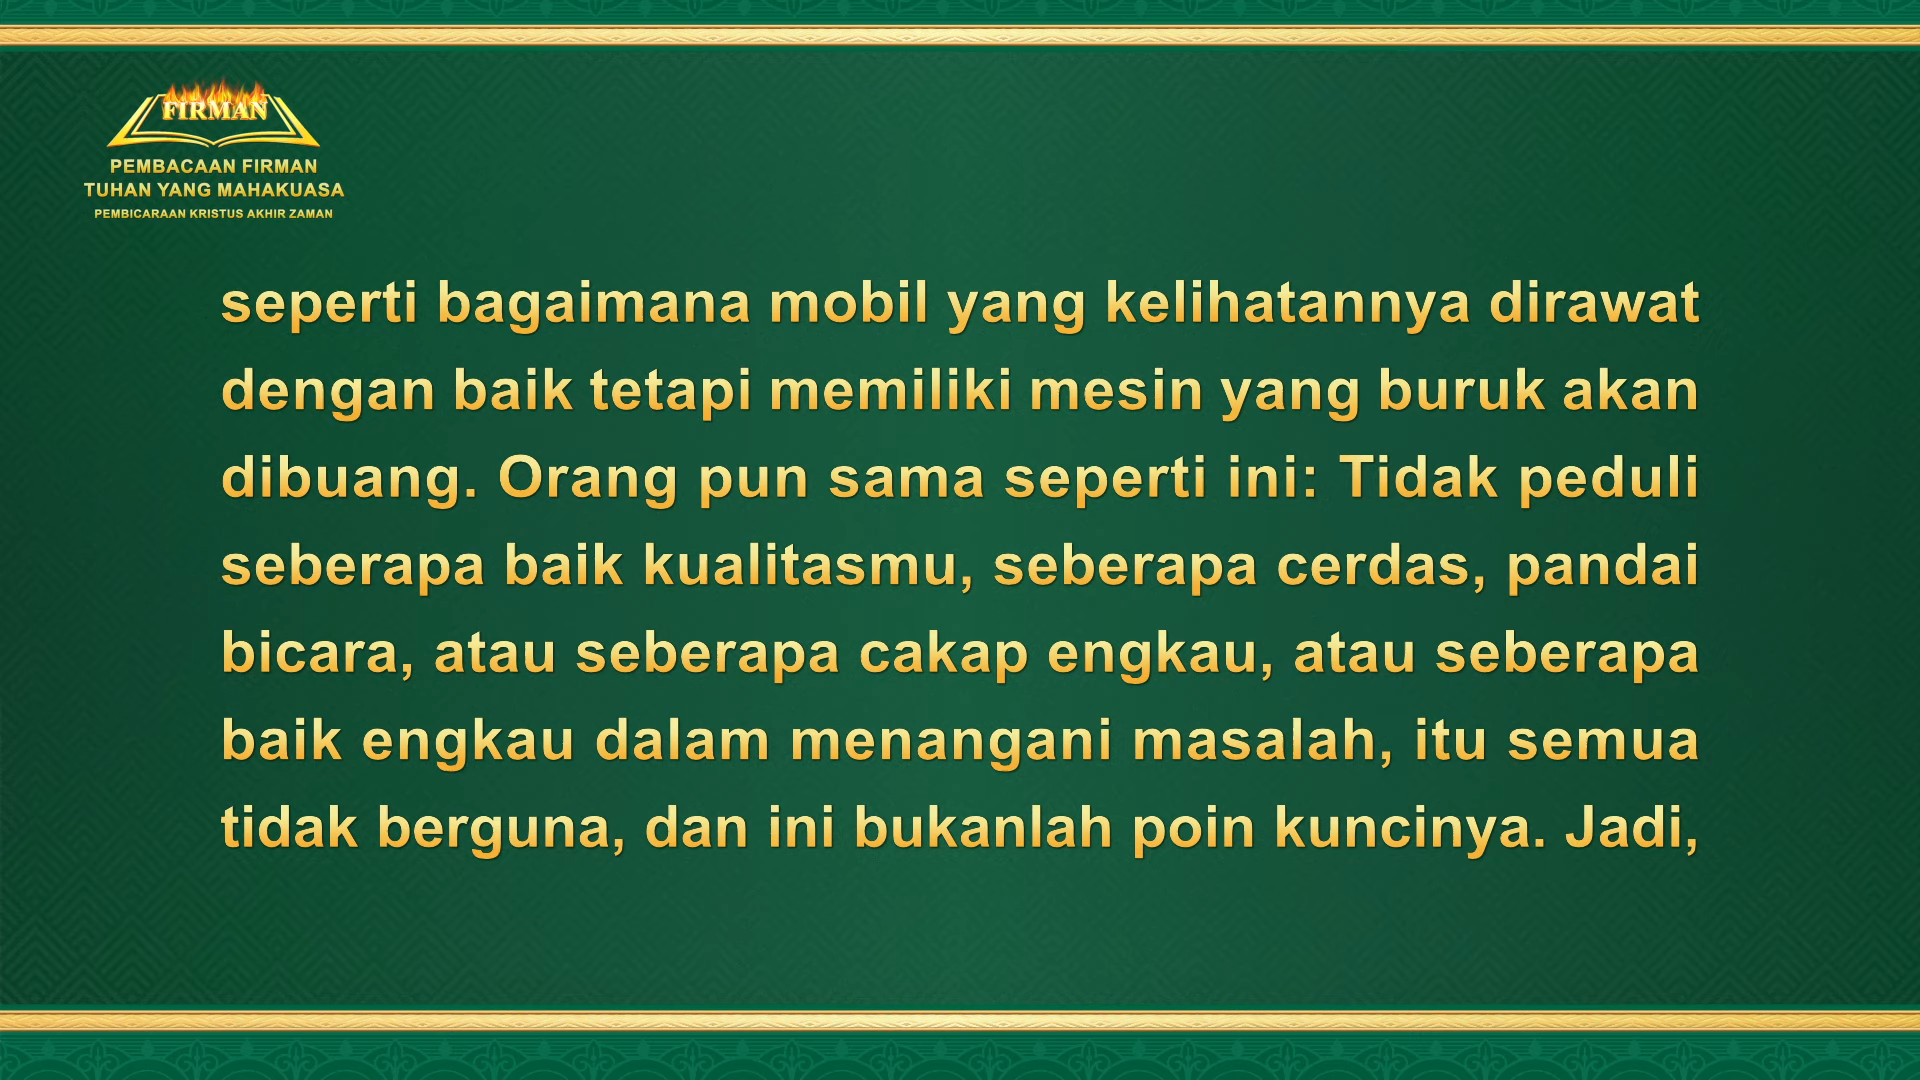 FIRMAN
PEMBACAAN FIRMAN
TUHAN YANG MAHAKUASA
PEMBICARAAN KRISTUS AKHIR ZAMAN
seperti bagaimana mobil yang kelihatannya dirawat
dengan baik tetapi memiliki mesin yang buruk akan
dibuang. Orang pun sama seperti ini: Tidak peduli
seberapa baik kualitasmu, seberapa cerdas, pandai
bicara, atau seberapa cakap engkau, atau seberapa
baik engkau dalam menangani masalah, itu semua
tidak berguna, dan ini bukanlah poin kuncinya. Jadi,